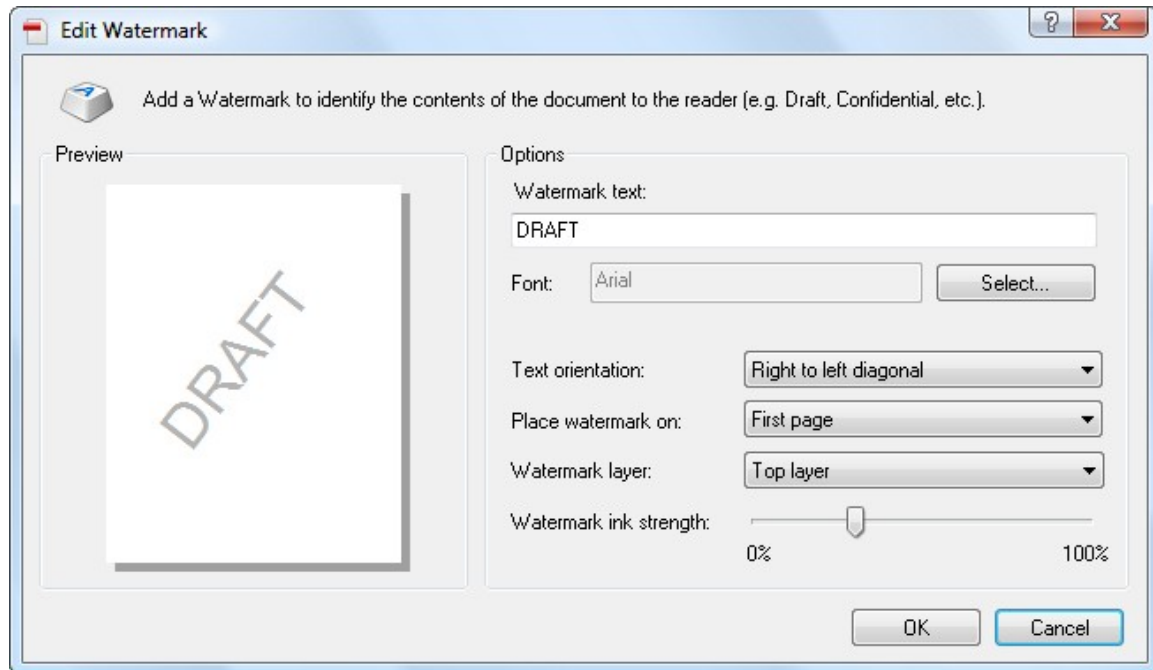 Edit Watermark
Add a Watermark to identify the contents of the document to the reader (e.g. Draft, Confidential, etc.).
Preview
DRAFT
Options
Watermark text:
DRAFT
Font: Arial Select...
Text orientation: Right to left diagonal
Place watermark on: First page
Watermark layer: Top layer
Watermark ink strength:
0% 100%
OK Cancel